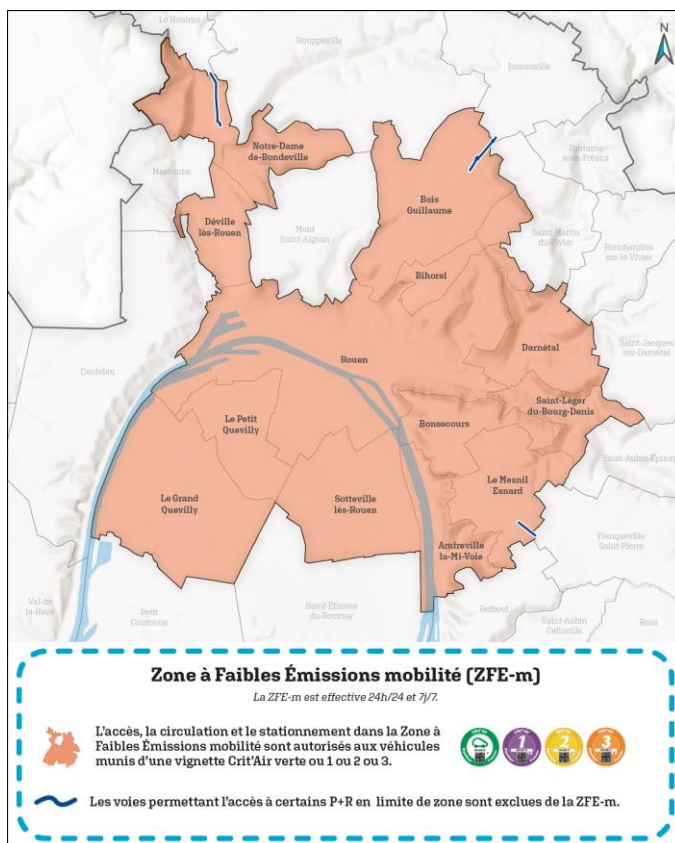 Le Houlme
Houppeville
Isneauville
N
Notre-Dame
de-Bondeville
Fontaine
sous-Préaux
Maromme
Bois
Guillaume
Déville
lès-Rouen
Mont
Saint-Aignan
Saint-Martin
du-Vivier
Roncherolles
sur-le-Vivier
Bihorel
Darnétal
Saint-Jacques
sur-Darnétal
Canteleu
Rouen
Saint-Léger
du-Bourg-Denis
Le Petit
Quevilly
Bonsecours
Saint-Aubin-Épinay
Le Mesnil
Esnard
Le Grand
Quevilly
Sotteville
lès-Rouen
Amfreville
la-Mi-Voie
Franqueville
Saint-Pierre
Val-de
la-Haye
Petit
Couronne
Saint-Étienne
du-Rouvray
Belbeuf
Saint-Aubin
Celloville
Boos
Zone à Faibles Émissions mobilité (ZFE-m)
La ZFE-m est effective 24h/24 et 7j/7.
L'accès, la circulation et le stationnement dans la Zone à
Faibles Émissions mobilité sont autorisés aux véhicules
munis d'une vignette Crit'Air verte ou 1 ou 2 ou 3.
1 2 3
Les voies permettant l'accès à certains P+R en limite de zone sont exclues de la ZFE-m.